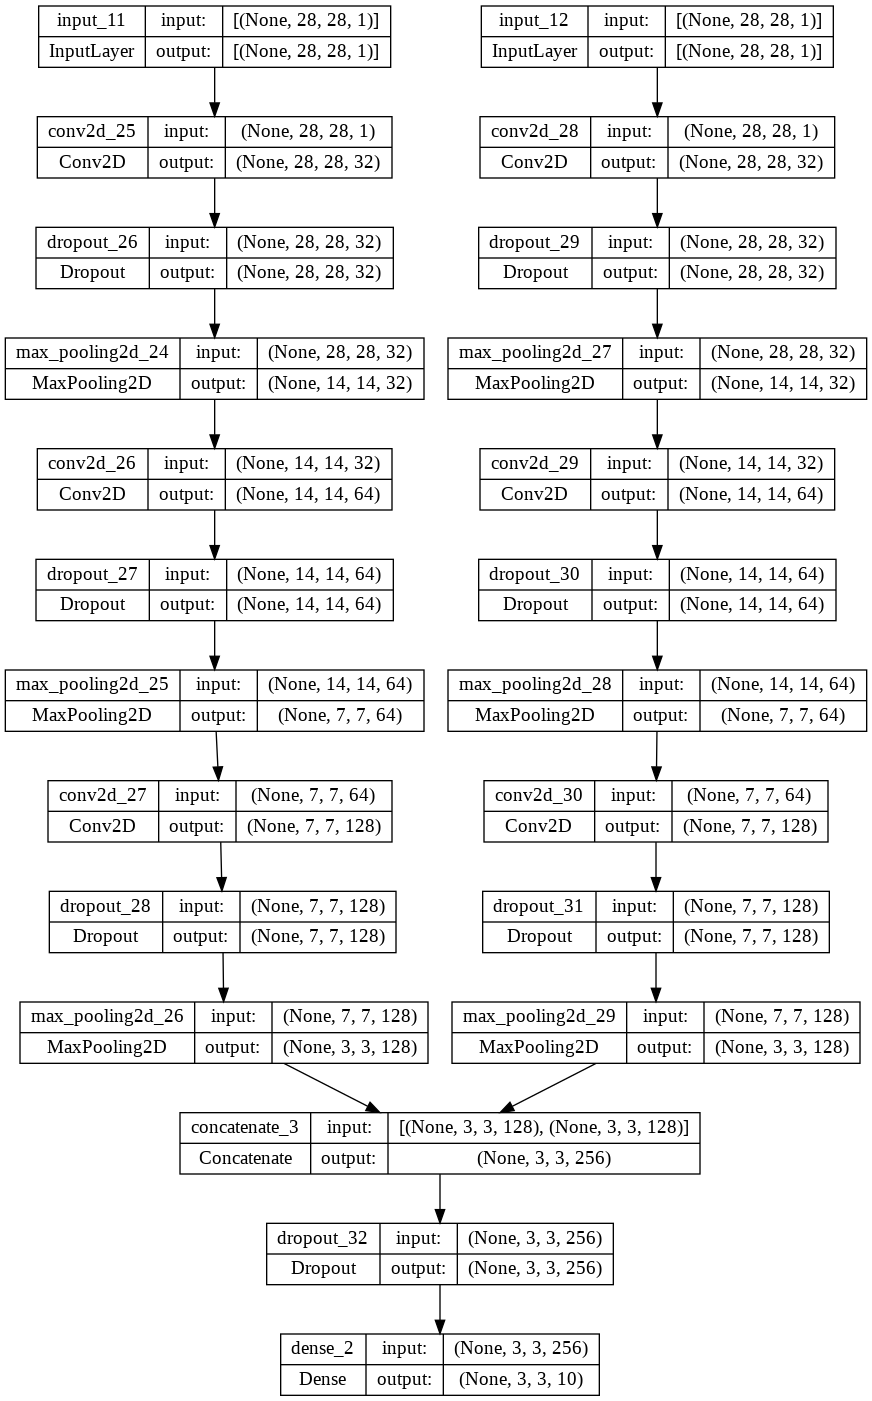 input_11 input: [(None, 28, 28, 1)]
InputLayer output: [(None, 28, 28, 1)]
input_12 input: [(None, 28, 28, 1)]
InputLayer output: [(None, 28, 28, 1)]
conv2d_25 input: (None, 28, 28, 1)
Conv2D output: (None, 28, 28, 32)
conv2d_28 input: (None, 28, 28, 1)
Conv2D output: (None, 28, 28, 32)
dropout_26 input: (None, 28, 28, 32)
Dropout output: (None, 28, 28, 32)
dropout_29 input: (None, 28, 28, 32)
Dropout output: (None, 28, 28, 32)
max_pooling2d_24 input: (None, 28, 28, 32)
MaxPooling2D output: (None, 14, 14, 32)
max_pooling2d_27 input: (None, 28, 28, 32)
MaxPooling2D output: (None, 14, 14, 32)
conv2d_26 input: (None, 14, 14, 32)
Conv2D output: (None, 14, 14, 64)
conv2d_29 input: (None, 14, 14, 32)
Conv2D output: (None, 14, 14, 64)
dropout_27 input: (None, 14, 14, 64)
Dropout output: (None, 14, 14, 64)
dropout_30 input: (None, 14, 14, 64)
Dropout output: (None, 14, 14, 64)
max_pooling2d_25 input: (None, 14, 14, 64)
MaxPooling2D output: (None, 7, 7, 64)
max_pooling2d_28 input: (None, 14, 14, 64)
MaxPooling2D output: (None, 7, 7, 64)
conv2d_27 input: (None, 7, 7, 64)
Conv2D output: (None, 7, 7, 128)
conv2d_30 input: (None, 7, 7, 64)
Conv2D output: (None, 7, 7, 128)
dropout_28 input: (None, 7, 7, 128)
Dropout output: (None, 7, 7, 128)
dropout_31 input: (None, 7, 7, 128)
Dropout output: (None, 7, 7, 128)
max_pooling2d_26 input: (None, 7, 7, 128)
MaxPooling2D output: (None, 3, 3, 128)
max_pooling2d_29 input: (None, 7, 7, 128)
MaxPooling2D output: (None, 3, 3, 128)
concatenate_3 input: [(None, 3, 3, 128), (None, 3, 3, 128)]
Concatenate output: (None, 3, 3, 256)
dropout_32 input: (None, 3, 3, 256)
Dropout output: (None, 3, 3, 256)
dense_2 input: (None, 3, 3, 256)
Dense output: (None, 3, 3, 10)